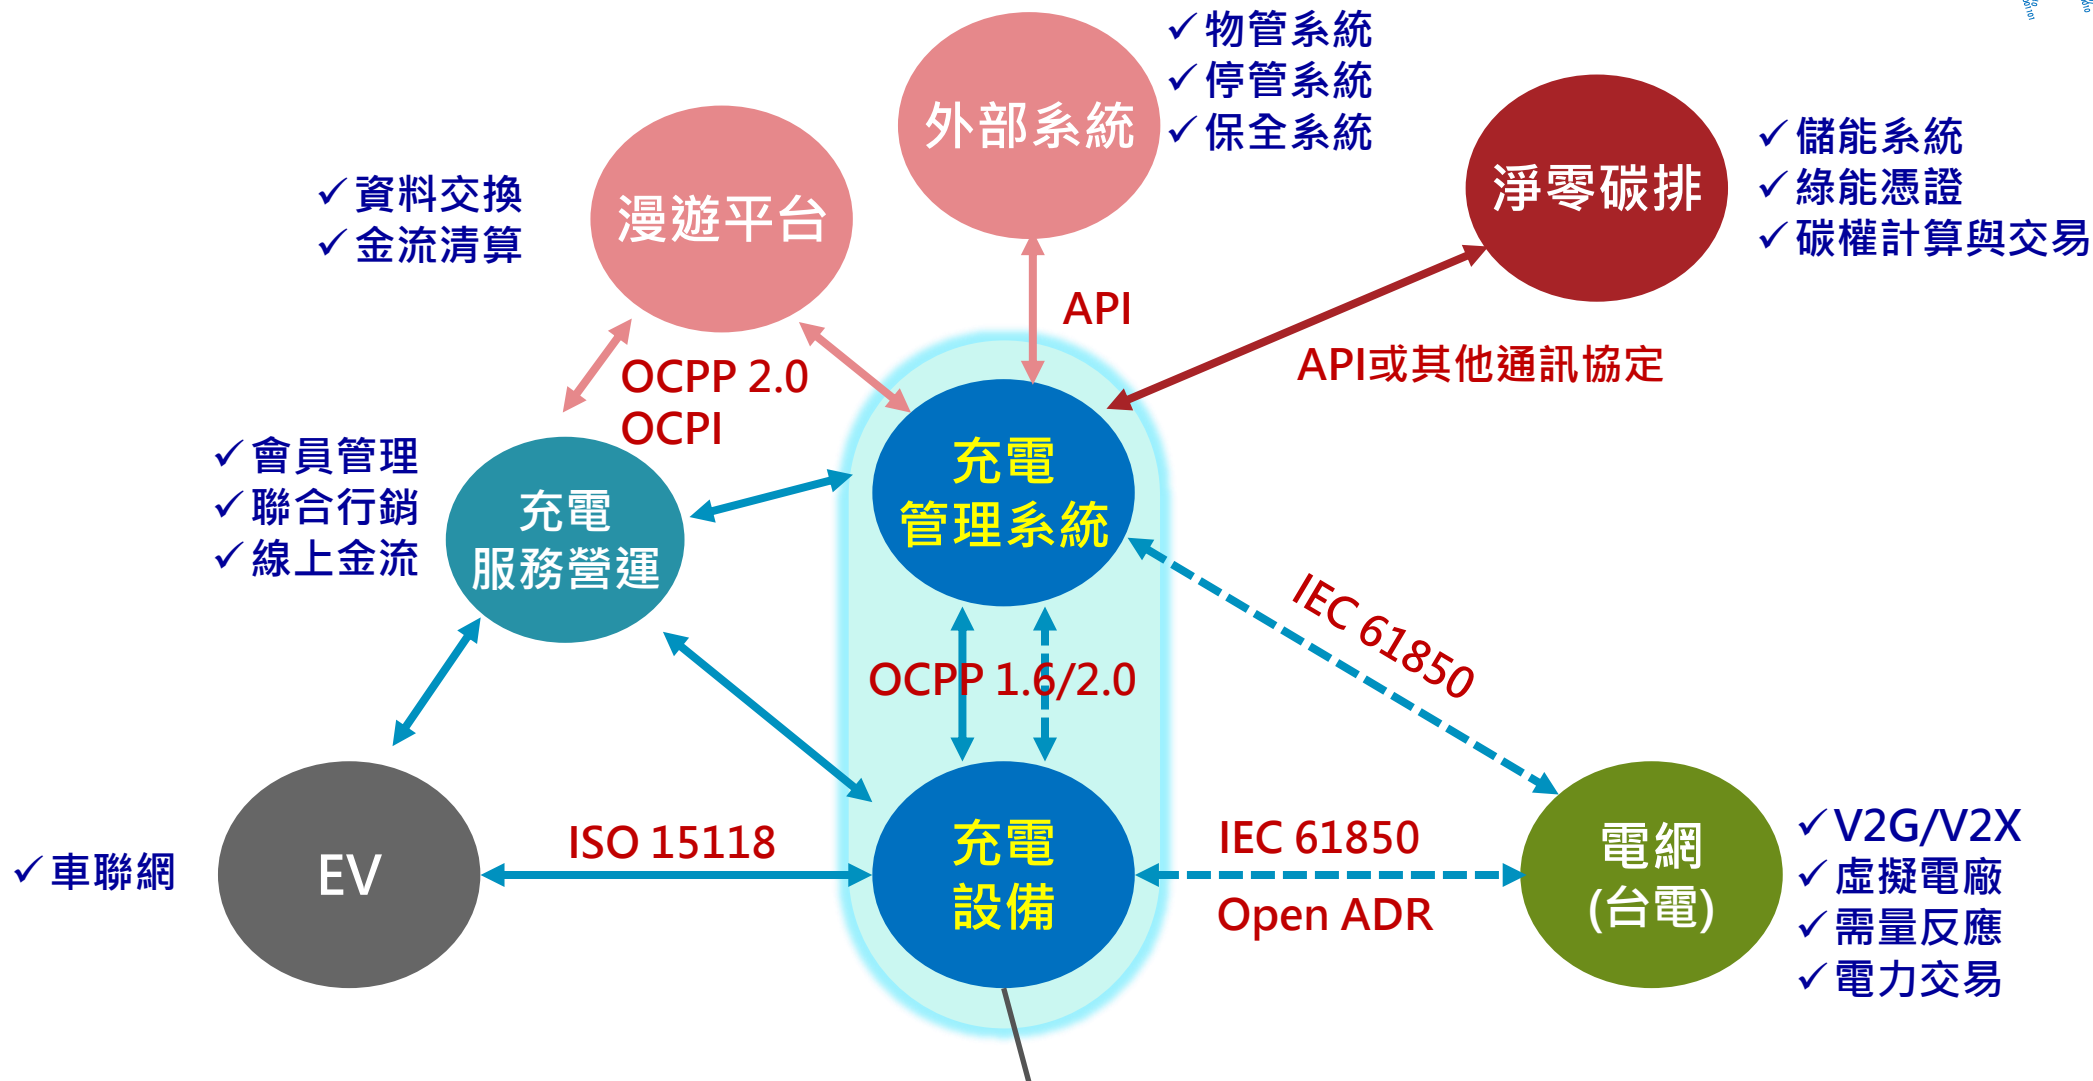 物管系統
停管系統
保全系統
外部系統
淨零碳排
儲能系統
綠能憑證
碳權計算與交易
資料交換
金流清算
漫遊平台
API
API或其他通訊協定
OCPP 2.0
OCPI
會員管理
聯合行銷
線上金流
充電
服務營運
充電
管理系統
IEC 61850
OCPP 1.6/2.0
車聯網
EV
ISO 15118
充電
設備
IEC 61850
Open ADR
電網
(台電)
V2G/V2X
虛擬電廠
需量反應
電力交易